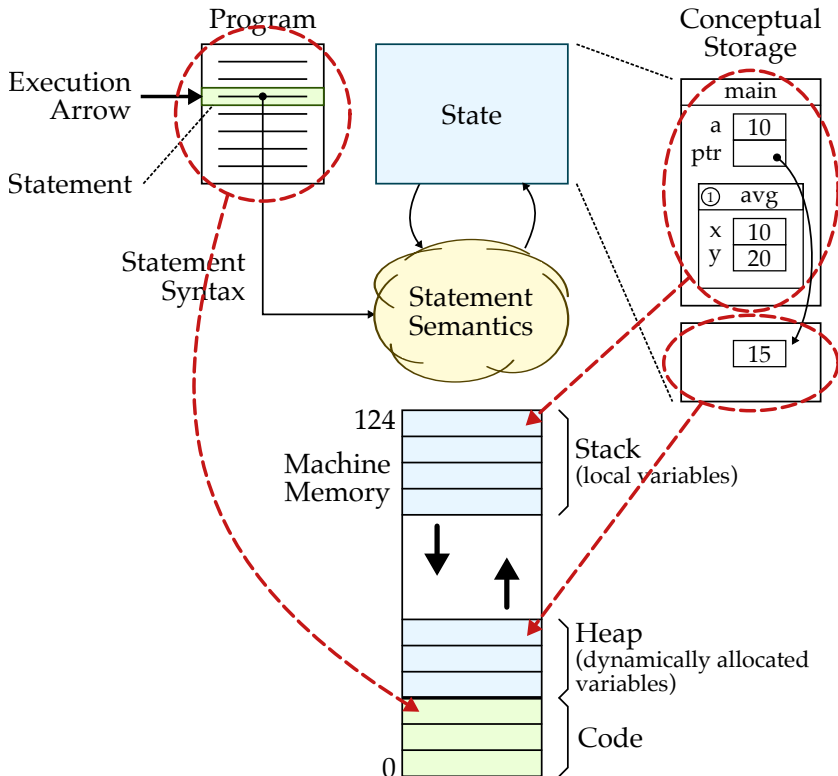 Program
Execution
Arrow
Statement
Statement
Syntax
State
Statement
Semantics
Conceptual
Storage
main
a 10
ptr
1 avg
x 10
y 20
15
124
Machine
Memory
Stack
(local variables)
Heap
(dynamically allocated
variables)
Code
0